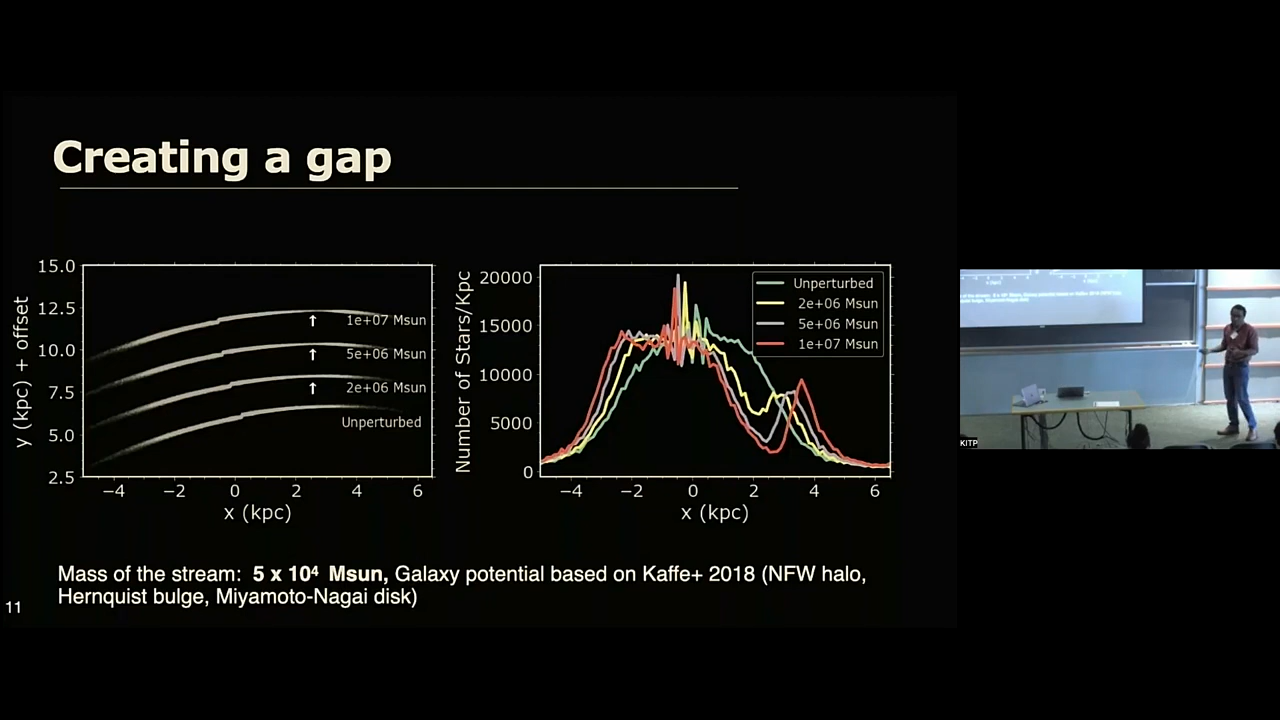 Creating a gap
15.0
12.5
10.0
7.5
5.0
2.5
y (kpc) + offset
1e+07 Msun
5e+06 Msun
2e+06 Msun
Unperturbed
−4 −2 0 2 4 6
x (kpc)
20000
15000
10000
5000
0
Number of Stars/Kpc
Unperturbed
2e+06 Msun
5e+06 Msun
1e+07 Msun
−4 −2 0 2 4 6
x (kpc)
Mass of the stream: 5 x 10⁴ Msun, Galaxy potential based on Kaffe+ 2018 (NFW halo,
Hernquist bulge, Miyamoto-Nagai disk)
11
KITP